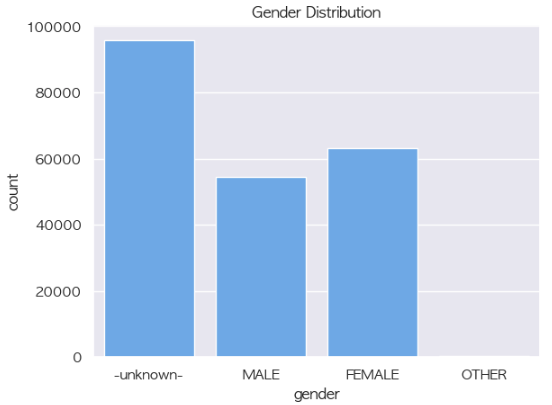 Gender Distribution
100000
80000
60000
40000
20000
0
count
-unknown-
MALE
FEMALE
OTHER
gender